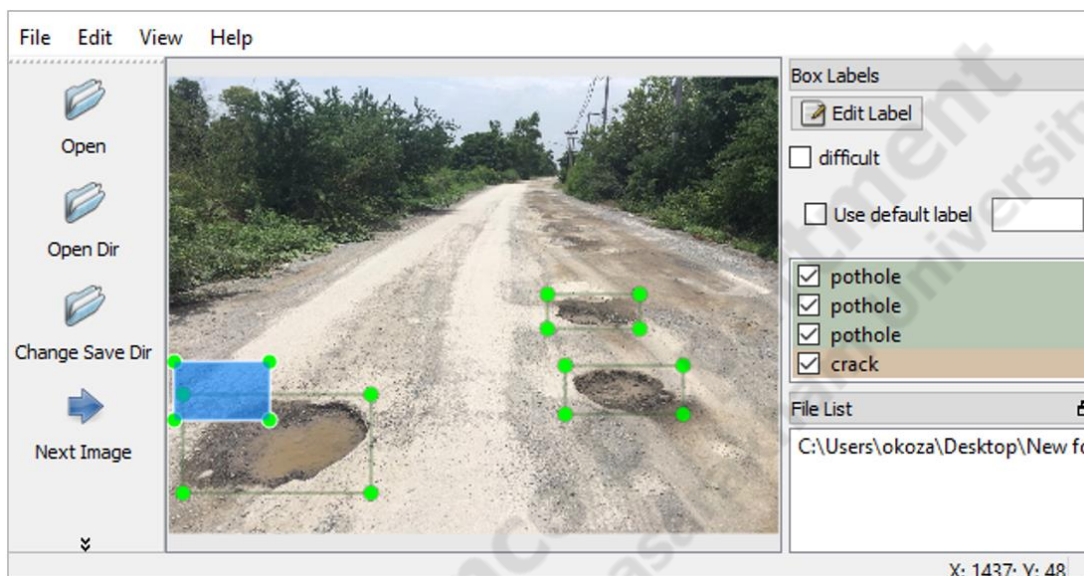 File Edit View Help
Open
Open Dir
Change Save Dir
Next Image
Box Labels
Edit Label
difficult
Use default label
pothole
pothole
pothole
crack
File List
C:\Users\okoza\Desktop\New fo
X: 1437; Y: 48